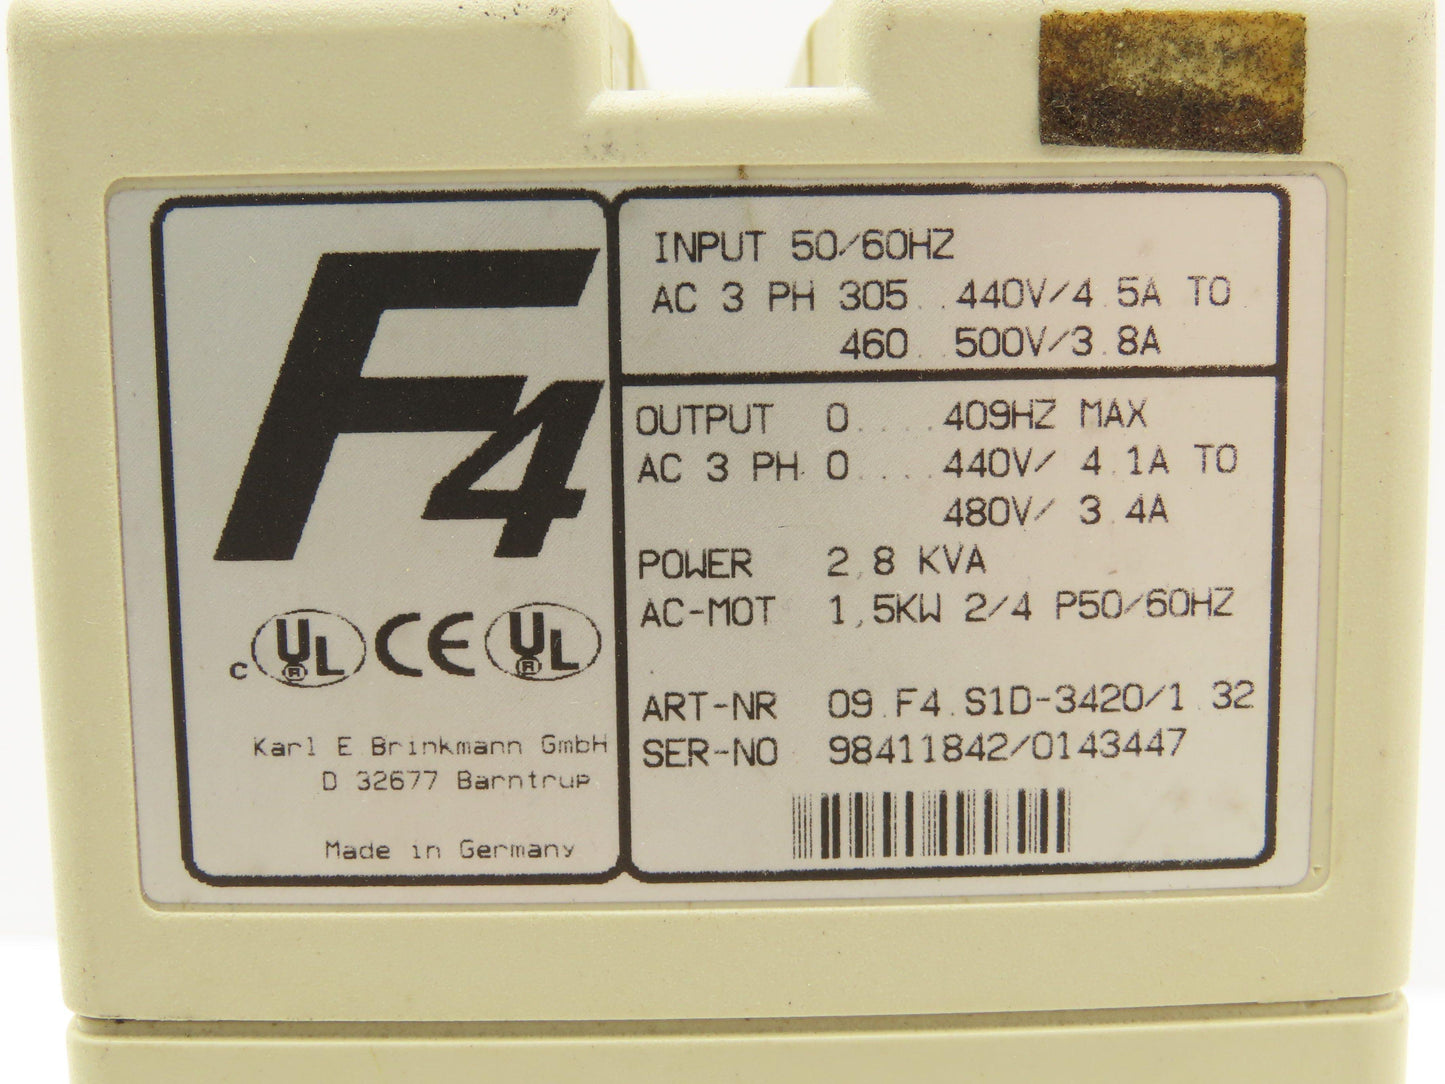 F4
c UL ® CE UL ®
Karl E. Brinkmann GmbH
D 32677 Barntrup
Made in Germany
INPUT 50/60HZ
AC 3 PH 305..440V/4.5A TO
460..500V/3.8A
OUTPUT 0....409HZ MAX
AC 3 PH 0....440V/ 4.1A TO
480V/ 3.4A
POWER 2,8 KVA
AC-MOT 1,5KW 2/4 P50/60HZ
ART-NR 09.F4.S1D-3420/1.32
SER-NO 98411842/0143447